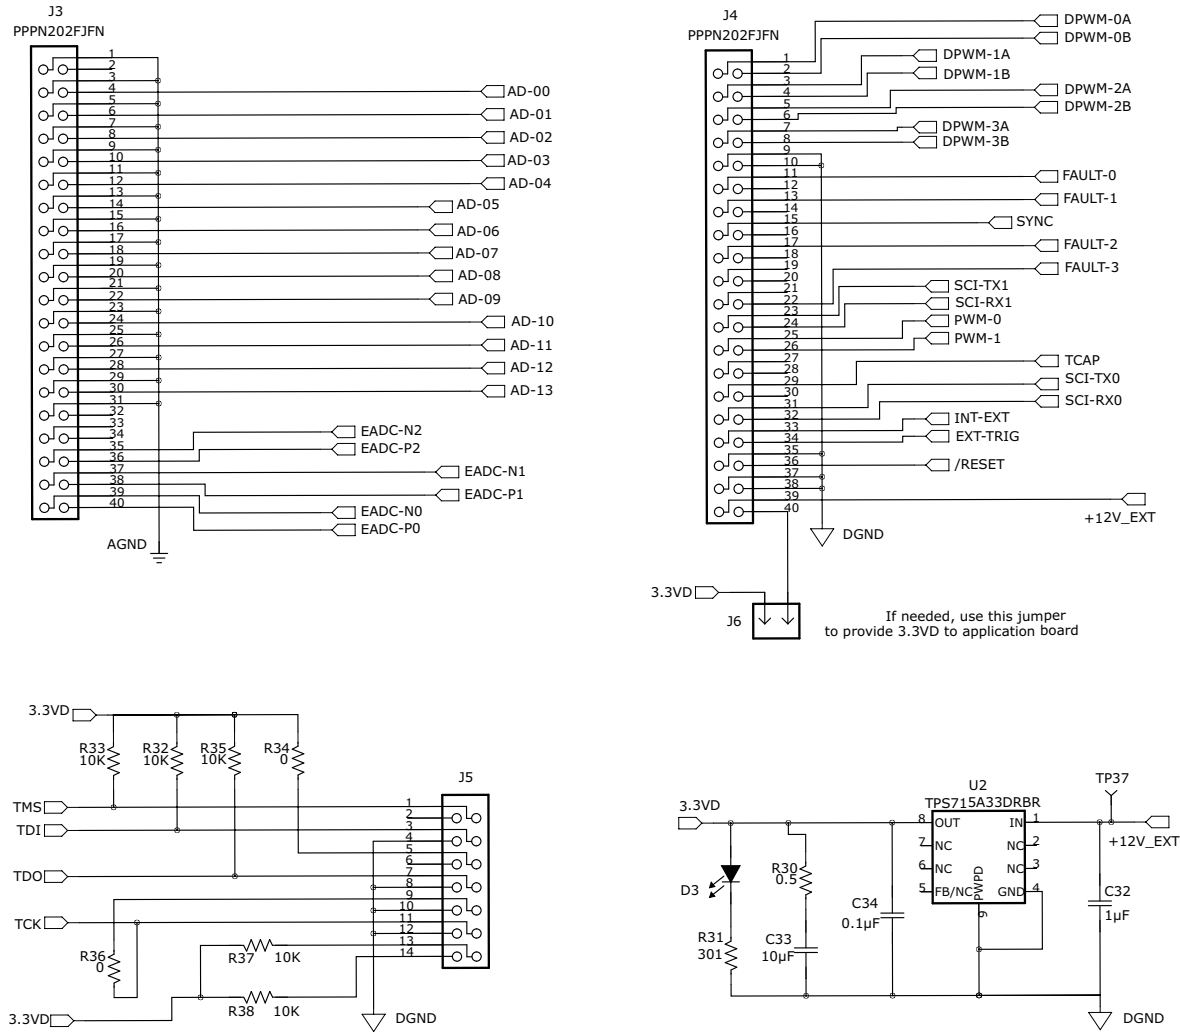 J3
PPPN202FJFN
1
2
3
4
5
6
7
8
9
10
11
12
13
14
15
16
17
18
19
20
21
22
23
24
25
26
27
28
29
30
31
32
33
34
35
36
37
38
39
40
AD-00
AD-01
AD-02
AD-03
AD-04
AD-05
AD-06
AD-07
AD-08
AD-09
AD-10
AD-11
AD-12
AD-13
EADC-N2
EADC-P2
EADC-N1
EADC-P1
EADC-N0
EADC-P0
AGND
J4
PPPN202FJFN
1
2
3
4
5
6
7
8
9
10
11
12
13
14
15
16
17
18
19
20
21
22
23
24
25
26
27
28
29
30
31
32
33
34
35
36
37
38
39
40
DPWM-0A
DPWM-0B
DPWM-1A
DPWM-1B
DPWM-2A
DPWM-2B
DPWM-3A
DPWM-3B
FAULT-0
FAULT-1
SYNC
FAULT-2
FAULT-3
SCI-TX1
SCI-RX1
PWM-0
PWM-1
TCAP
SCI-TX0
SCI-RX0
INT-EXT
EXT-TRIG
/RESET
+12V_EXT
DGND
3.3VD
J6
If needed, use this jumper
to provide 3.3VD to application board
3.3VD
R33
10K
R32
10K
R35
10K
R34
0
J5
TMS
TDI
TDO
TCK
1
2
3
4
5
6
7
8
9
10
11
12
13
14
R36
0
R37 10K
R38 10K
3.3VD
DGND
3.3VD
D3
R31
301
R30
0.5
C33
10µF
C34
0.1µF
U2
TPS715A33DRBR
8 OUT
7 NC
6 NC
5 FB/NC
IN 1
NC 2
NC 3
GND 4
PWPD
9
TP37
+12V_EXT
C32
1µF
DGND